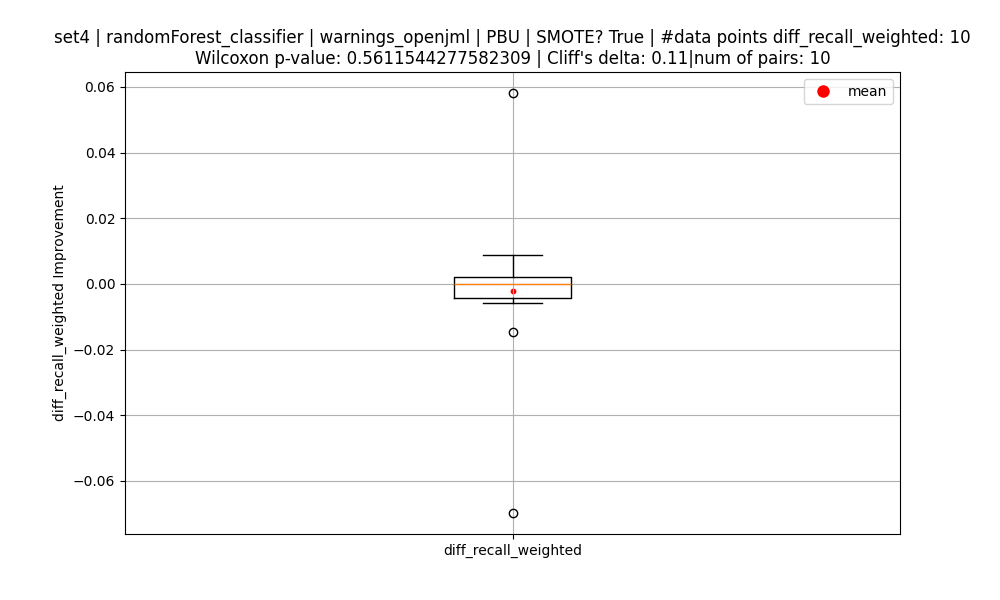 set4 | randomForest_classifier | warnings_openjml | PBU | SMOTE? True | #data points diff_recall_weighted: 10
Wilcoxon p-value: 0.5611544277582309 | Cliff's delta: 0.11|num of pairs: 10
mean
0.06
0.04
0.02
0.00
−0.02
−0.04
−0.06
diff_recall_weighted Improvement
diff_recall_weighted